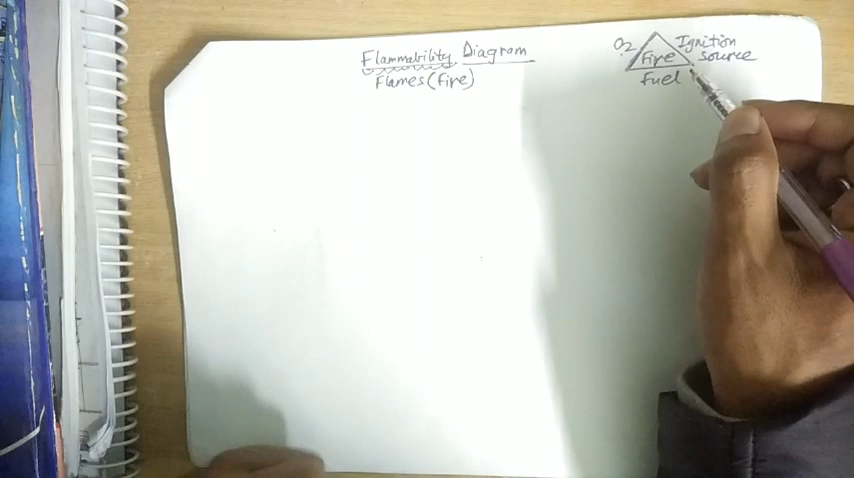 Flammability Diagram
Flames (Fire)
O2
Ignition
source
Fire
Fuel